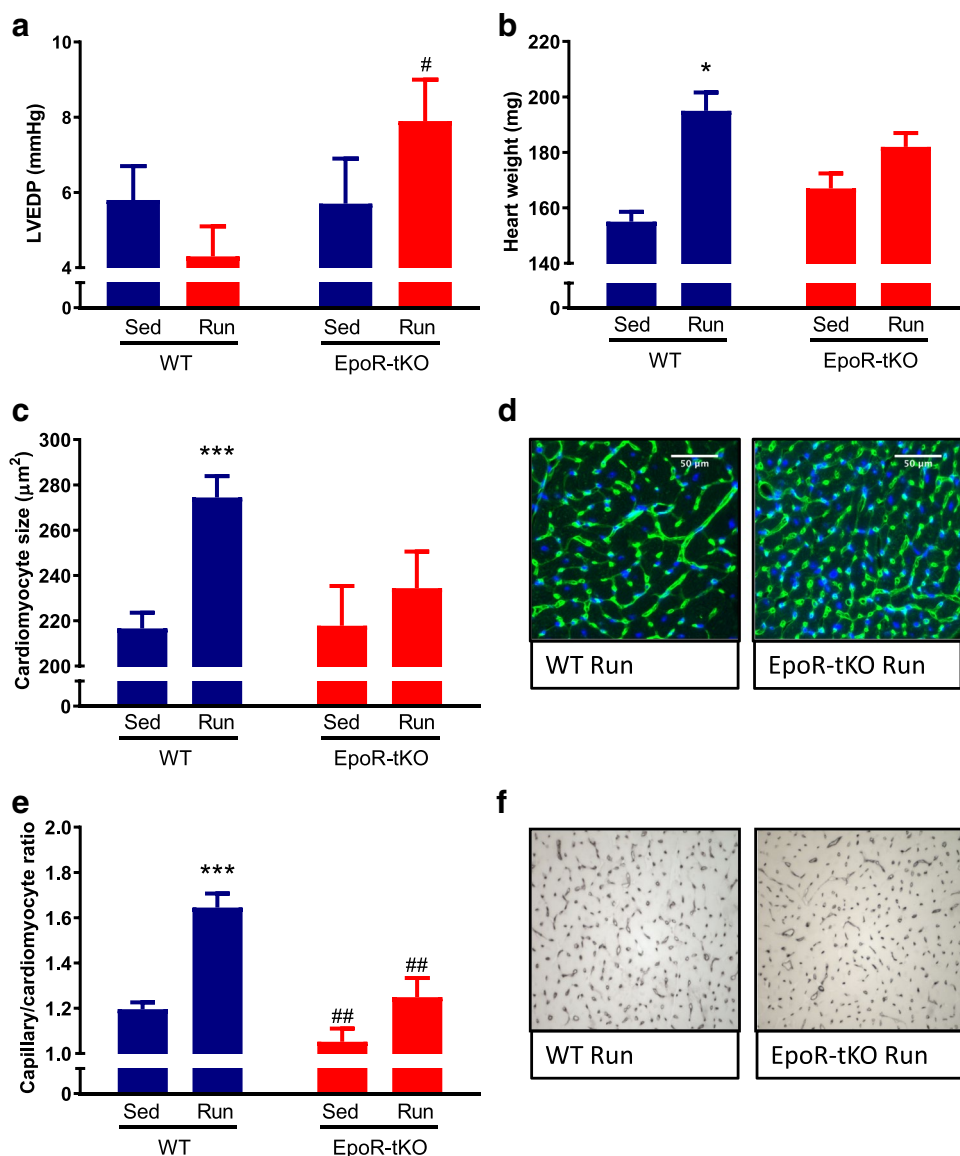 a
LVEDP (mmHg)
10
8
6
4
0
#
Sed Run Sed Run
WT EpoR-tKO
b
Heart weight (mg)
220
200
180
160
140
0
*
Sed Run Sed Run
WT EpoR-tKO
c
Cardiomyocyte size (μm²)
300
280
260
240
220
200
0
***
Sed Run Sed Run
WT EpoR-tKO
d
50 μm
50 μm
WT Run
EpoR-tKO Run
e
Capillary/cardiomyocyte ratio
2.0
1.8
1.6
1.4
1.2
1.0
0
***
##
##
Sed Run Sed Run
WT EpoR-tKO
f
WT Run
EpoR-tKO Run